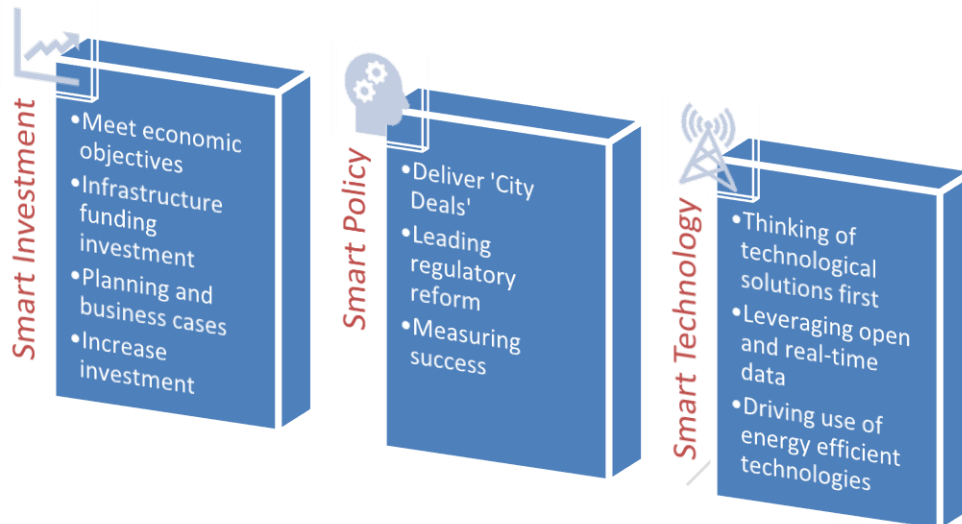 Smart Investment
•Meet economic
objectives
•Infrastructure
funding
investment
•Planning and
business cases
•Increase
investment
Smart Policy
•Deliver 'City
Deals'
•Leading
regulatory
reform
•Measuring
success
Smart Technology
•Thinking of
technological
solutions first
•Leveraging open
and real-time
data
•Driving use of
energy efficient
technologies